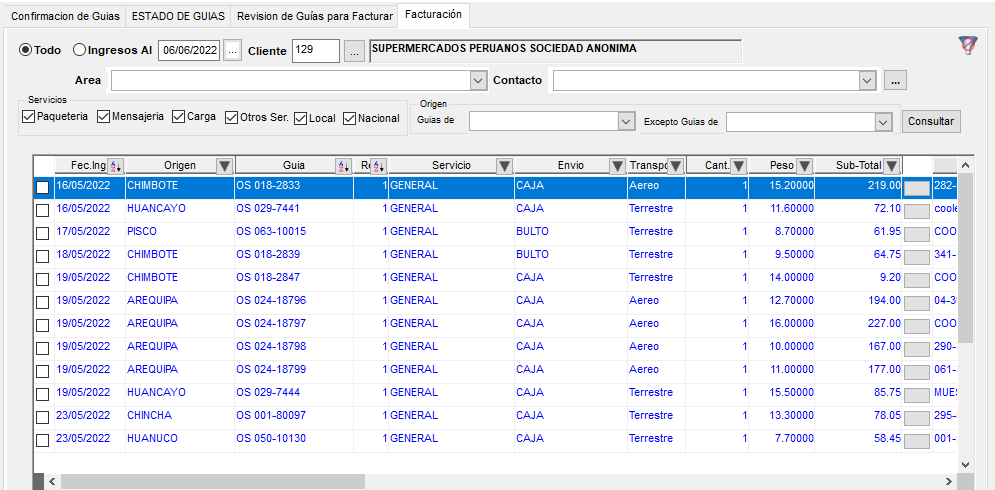 Confirmacion de Guias ESTADO DE GUIAS Revision de Guías para Facturar Facturación
Todo Ingresos Al 06/06/2022 ... Cliente 129 ... SUPERMERCADOS PERUANOS SOCIEDAD ANONIMA
Area Contacto ...
Servicios Origen
Paqueteria Mensajeria Carga Otros Ser. Local Nacional Guias de Excepto Guias de Consultar
Fec.Ing Origen Guia Servicio Envio Transpo Cant. Peso Sub-Total
16/05/2022 CHIMBOTE OS 018-2833 1 GENERAL CAJA Aereo 1 15.20000 219.00 282-
16/05/2022 HUANCAYO OS 029-7441 1 GENERAL CAJA Terrestre 1 11.60000 72.10 coole
17/05/2022 PISCO OS 063-10015 1 GENERAL BULTO Terrestre 1 8.70000 61.95 COO
18/05/2022 CHIMBOTE OS 018-2839 1 GENERAL BULTO Terrestre 1 9.50000 64.75 341-
19/05/2022 CHIMBOTE OS 018-2847 1 GENERAL CAJA Terrestre 1 14.00000 9.20 COO
19/05/2022 AREQUIPA OS 024-18796 1 GENERAL CAJA Aereo 1 12.70000 194.00 04-3
19/05/2022 AREQUIPA OS 024-18797 1 GENERAL CAJA Aereo 1 16.00000 227.00 COO
19/05/2022 AREQUIPA OS 024-18798 1 GENERAL CAJA Aereo 1 10.00000 167.00 290-
19/05/2022 AREQUIPA OS 024-18799 1 GENERAL CAJA Aereo 1 11.00000 177.00 061-
19/05/2022 HUANCAYO OS 029-7444 1 GENERAL CAJA Terrestre 1 15.50000 85.75 MUE
23/05/2022 CHINCHA OS 001-80097 1 GENERAL CAJA Terrestre 1 13.30000 78.05 295-
23/05/2022 HUANUCO OS 050-10130 1 GENERAL CAJA Terrestre 1 7.70000 58.45 001-